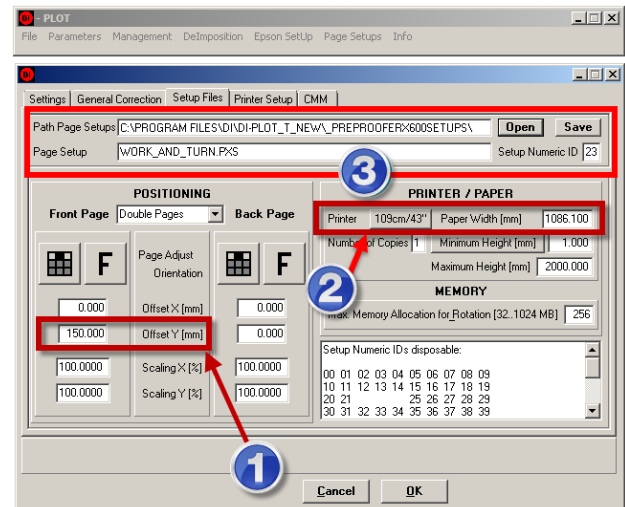 DI - PLOT
File Parameters Management DeImposition Epson SetUp Page Setups Info
DI
Settings General Correction Setup Files Printer Setup CMM
Path Page Setups C:\PROGRAM FILES\DI\DI-PLOT_T_NEW\_PREPROOFERX600SETUPS\ Open Save
Page Setup WORK_AND_TURN.PXS Setup Numeric ID 23
3
POSITIONING
Front Page Double Pages Back Page
F Page Adjust F
Orientation
0.000 Offset X [mm] 0.000
150.000 Offset Y [mm] 0.000
100.0000 Scaling X [%] 100.0000
100.0000 Scaling Y [%] 100.0000
1
PRINTER / PAPER
Printer 109cm/43" Paper Width [mm] 1086.100
Number of Copies 1 Minimum Height [mm] 1.000
Maximum Height [mm] 2000.000
2
MEMORY
Max. Memory Allocation for_Rotation [32..1024 MB] 256
Setup Numeric IDs disposable:
00 01 02 03 04 05 06 07 08 09
10 11 12 13 14 15 16 17 18 19
20 21 25 26 27 28 29
30 31 32 33 34 35 36 37 38 39
Cancel OK